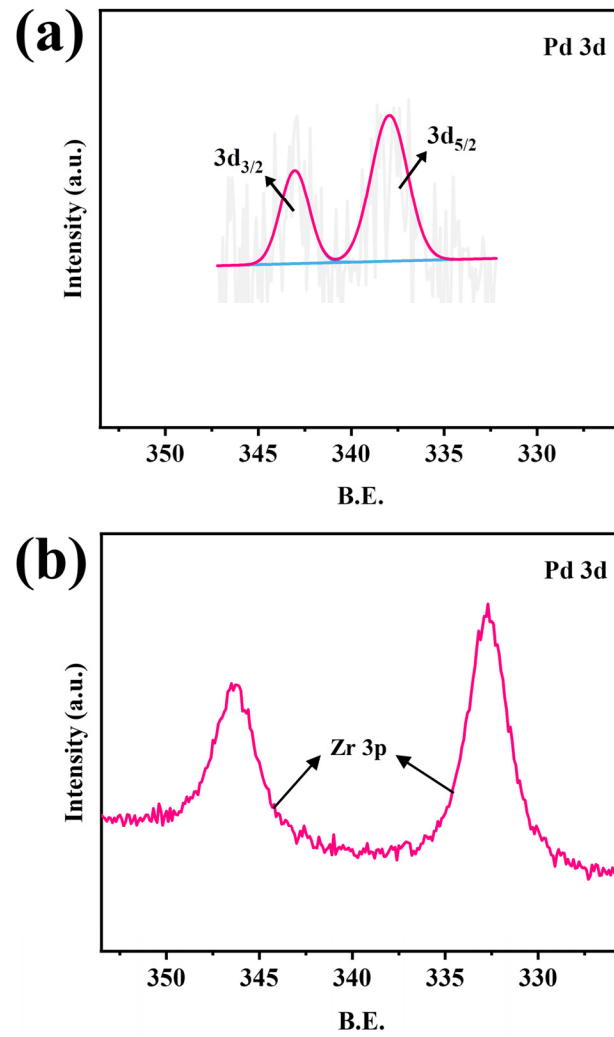 (a)
Pd 3d
3d3/2
3d5/2
Intensity (a.u.)
350 345 340 335 330
B.E.
(b)
Pd 3d
Zr 3p
Intensity (a.u.)
350 345 340 335 330
B.E.